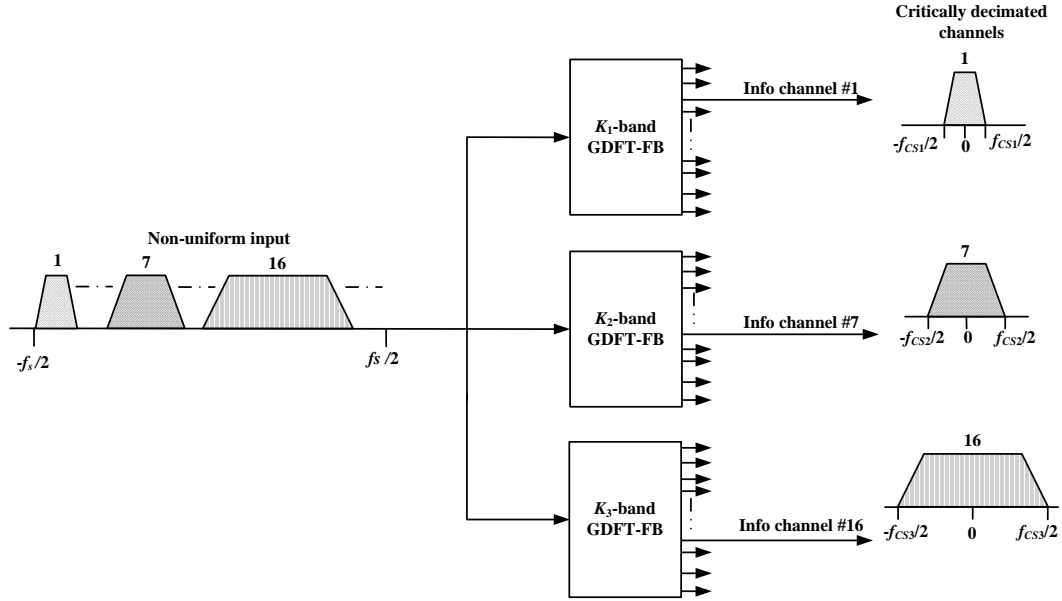 Critically decimated
channels
1
Info channel #1
K1-band
GDFT-FB
-fCS1/2
0
fCS1/2
Non-uniform input
1
7
16
-fs/2
fS/2
7
Info channel #7
K2-band
GDFT-FB
-fCS2/2
0
fCS2/2
16
Info channel #16
K3-band
GDFT-FB
-fCS3/2
0
fCS3/2